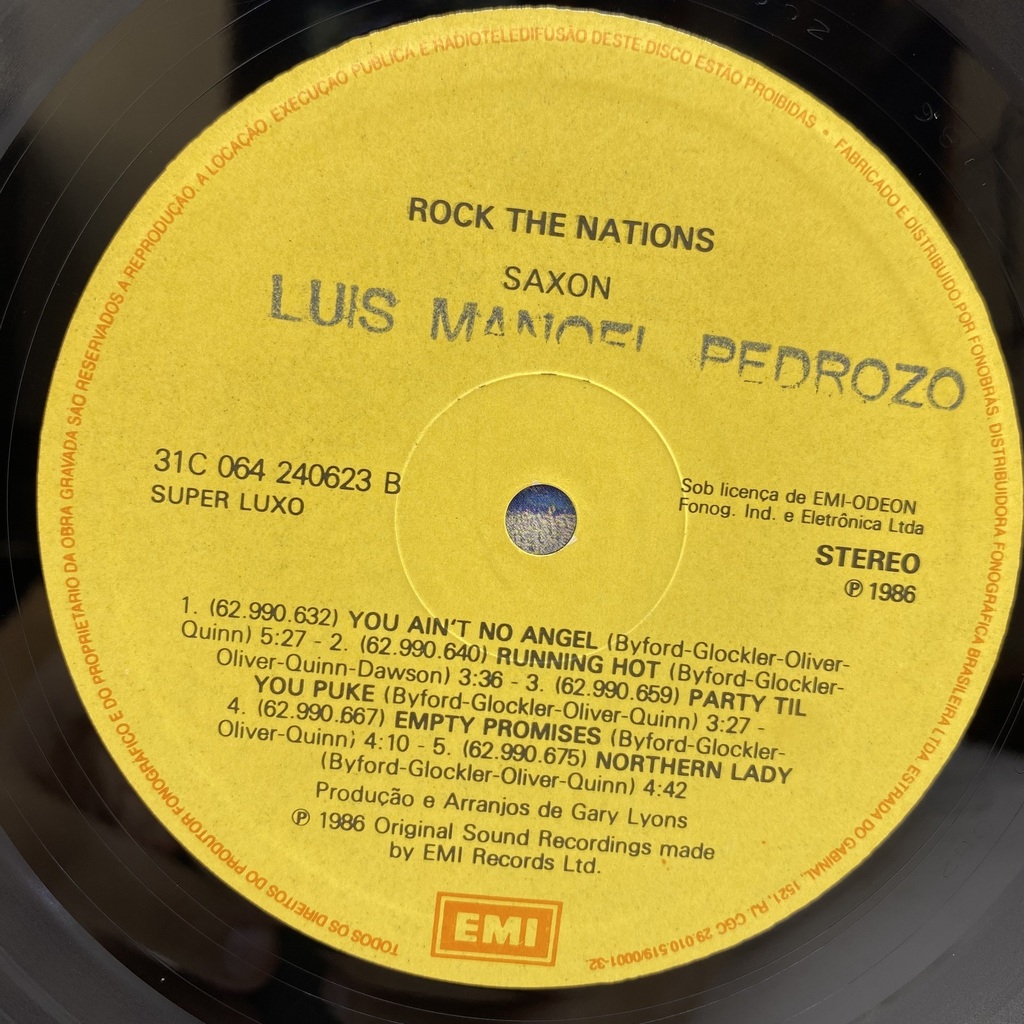 TODOS OS DIREITOS DO PRODUTOR FONOGRÁFICO E DO PROPRIETÁRIO DA OBRA GRAVADA SÃO RESERVADOS A REPRODUÇÃO. A LOCAÇÃO, EXECUÇÃO PÚBLICA E RADIOTELEDIFUSÃO DESTE DISCO ESTÃO PROIBIDAS • FABRICADO E DISTRIBUIDO POR FONOBRÁS, DISTRIBUIDORA FONOGRÁFICA BRASILEIRA LTDA, ESTRADA DO GABINAL, 1521, RJ, CGC 29.010.519/0001-32
ROCK THE NATIONS
SAXON
LUIS MANOEL PEDROZO
31C 064 240623 B
SUPER LUXO
Sob licença de EMI-ODEON
Fonog. Ind. e Eletrônica Ltda
STEREO
℗ 1986
1. (62.990.632) YOU AIN'T NO ANGEL (Byford-Glockler-Oliver-
Quinn) 5:27 - 2. (62.990.640) RUNNING HOT (Byford-Glockler-
Oliver-Quinn-Dawson) 3:36 - 3. (62.990.659) PARTY TIL
YOU PUKE (Byford-Glockler-Oliver-Quinn) 3:27 -
4. (62.990.667) EMPTY PROMISES (Byford-Glockler-
Oliver-Quinn) 4:10 - 5. (62.990.675) NORTHERN LADY
(Byford-Glockler-Oliver-Quinn) 4:42
Produção e Arranjos de Gary Lyons
℗ 1986 Original Sound Recordings made
by EMI Records Ltd.
EMI